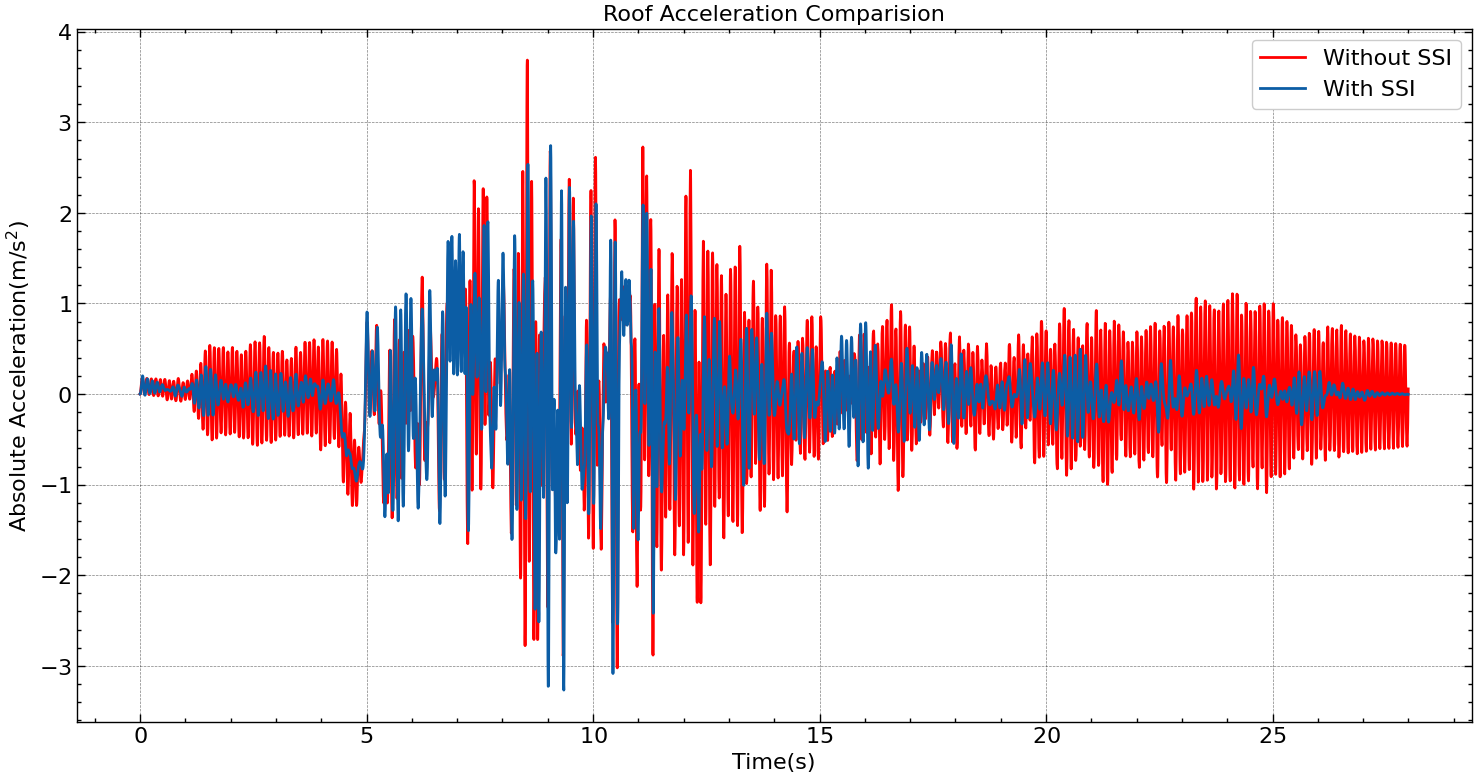 Roof Acceleration Comparision
Without SSI
With SSI
Absolute Acceleration(m/s²)
4
3
2
1
0
−1
−2
−3
0 5 10 15 20 25
Time(s)